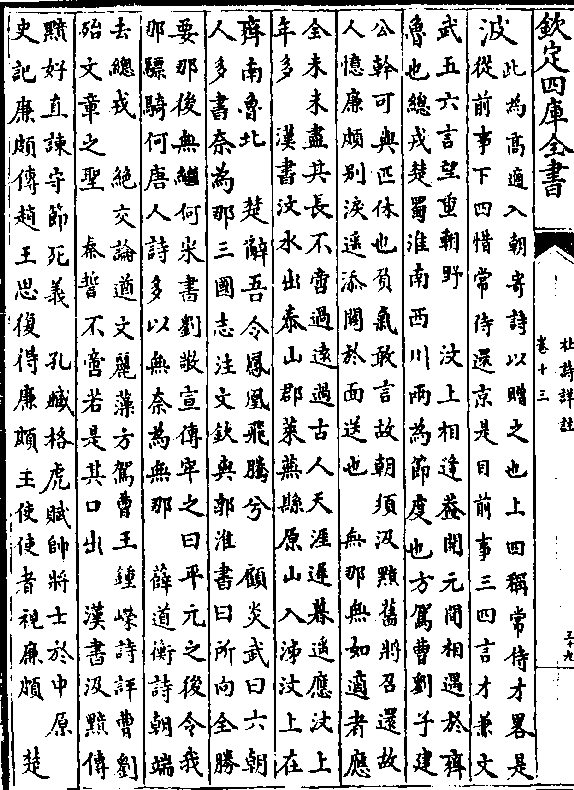 欽定四庫全書
杜詩詳註
卷十三
三十九
波
此為高適入朝寄詩以贈之也上四稱常侍才畧是
從前事下四惜常侍還京是目前事三四言才兼文
武五六言望重朝野　汶上相逢蓋開元間相遇於齊
魯也總戎楚蜀淮南西川兩為節度也方駕曹劉子建
公幹可與匹休也負氣敢言故朝須汲黯舊將召還故
人憶廉頗别淚遥添闊於面送也　無那無如適者應
全未未盡其長不啻過遠過古人天涯遲暮遥應汶上
年多　漢書汶水出泰山郡萊蕪縣原山入泲汶上在
齊南魯北　楚辭吾令鳳凰飛騰兮　顧炎武曰六朝
人多書奈為那三國志注文欽與郭淮書曰所向全勝
要那後無繼何宋書劉敬宣傳牢之曰平元之後令我
那驃騎何唐人詩多以無奈為無那　薛道衡詩朝端
去總戎　絶交論遒文麗藻方駕曹王鍾嶸詩評曹劉
殆文章之聖　秦誓不啻若是其口出　漢書汲黯傳
黯好直諫守節死義　孔臧格虎賦帥將士於中原
史記廉頗傳趙王思復得廉頗王使使者視廉頗　楚